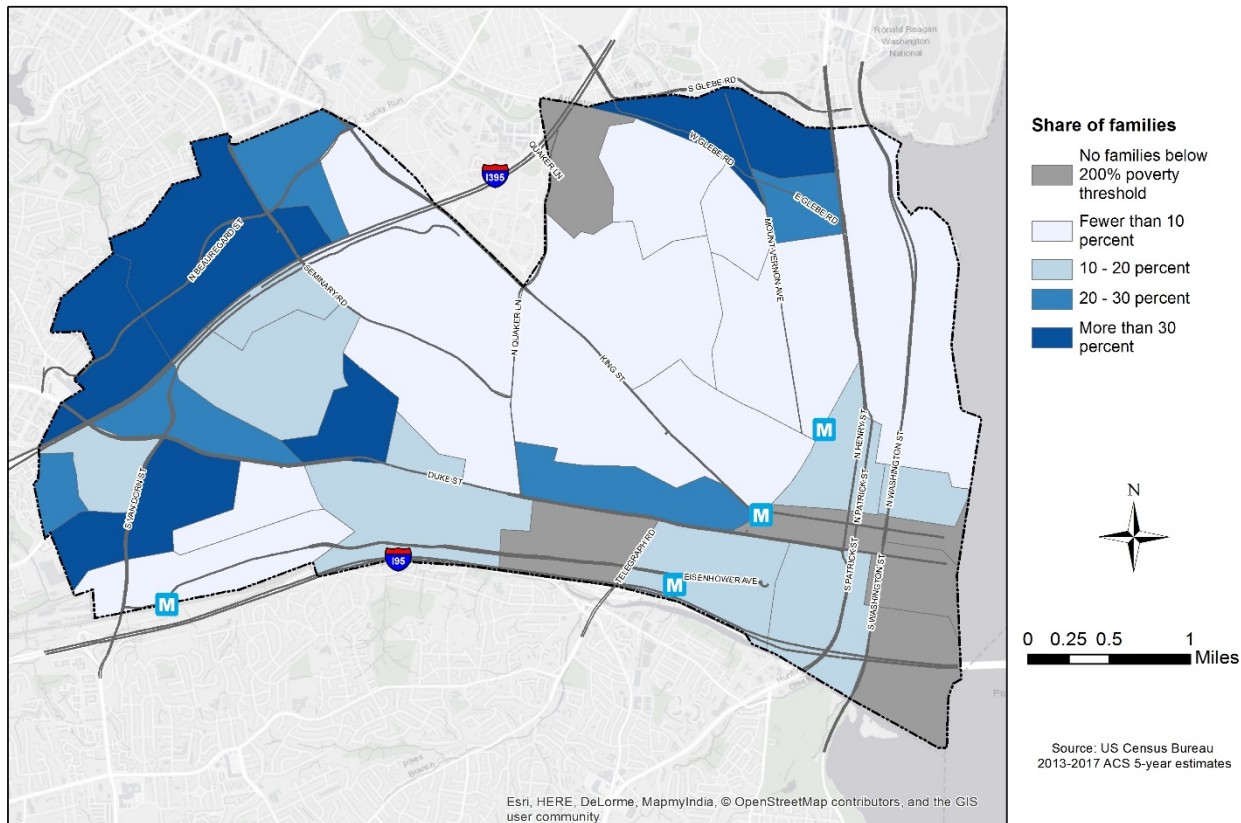 Ronald Reagan
Washington
National
Four
Lucky Run
S GLEBE RD
W GLEBE RD
E GLEBE RD
QUAKER LN
I395
N BEAUREGARD ST
SEMINARY RD
N QUAKER LN
KING ST
MOUNT VERNON AVE
N HENRY ST
N PATRICK ST
N WASHINGTON ST
M
DUKE ST
S VAN DORN ST
M
I95
TELEGRAPH RD
M
EISENHOWER AVE
S PATRICK ST
S WASHINGTON ST
M
Pikes
Branch
Esri, HERE, DeLorme, MapmyIndia, © OpenStreetMap contributors, and the GIS
user community
Share of families
No families below
200% poverty
threshold
Fewer than 10
percent
10 - 20 percent
20 - 30 percent
More than 30
percent
N
0 0.25 0.5 1
Miles
Source: US Census Bureau
2013-2017 ACS 5-year estimates